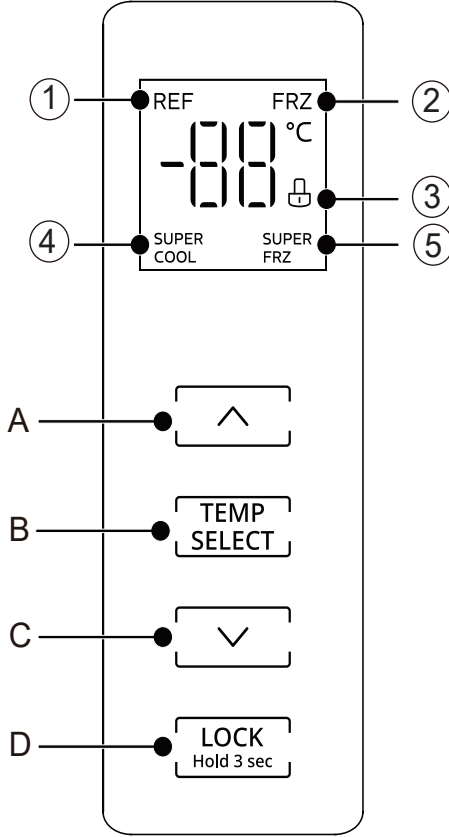 ① REF FRZ ②
-88 °C
③
④ SUPER COOL SUPER FRZ ⑤
A
B TEMP
SELECT
C
D LOCK
Hold 3 sec